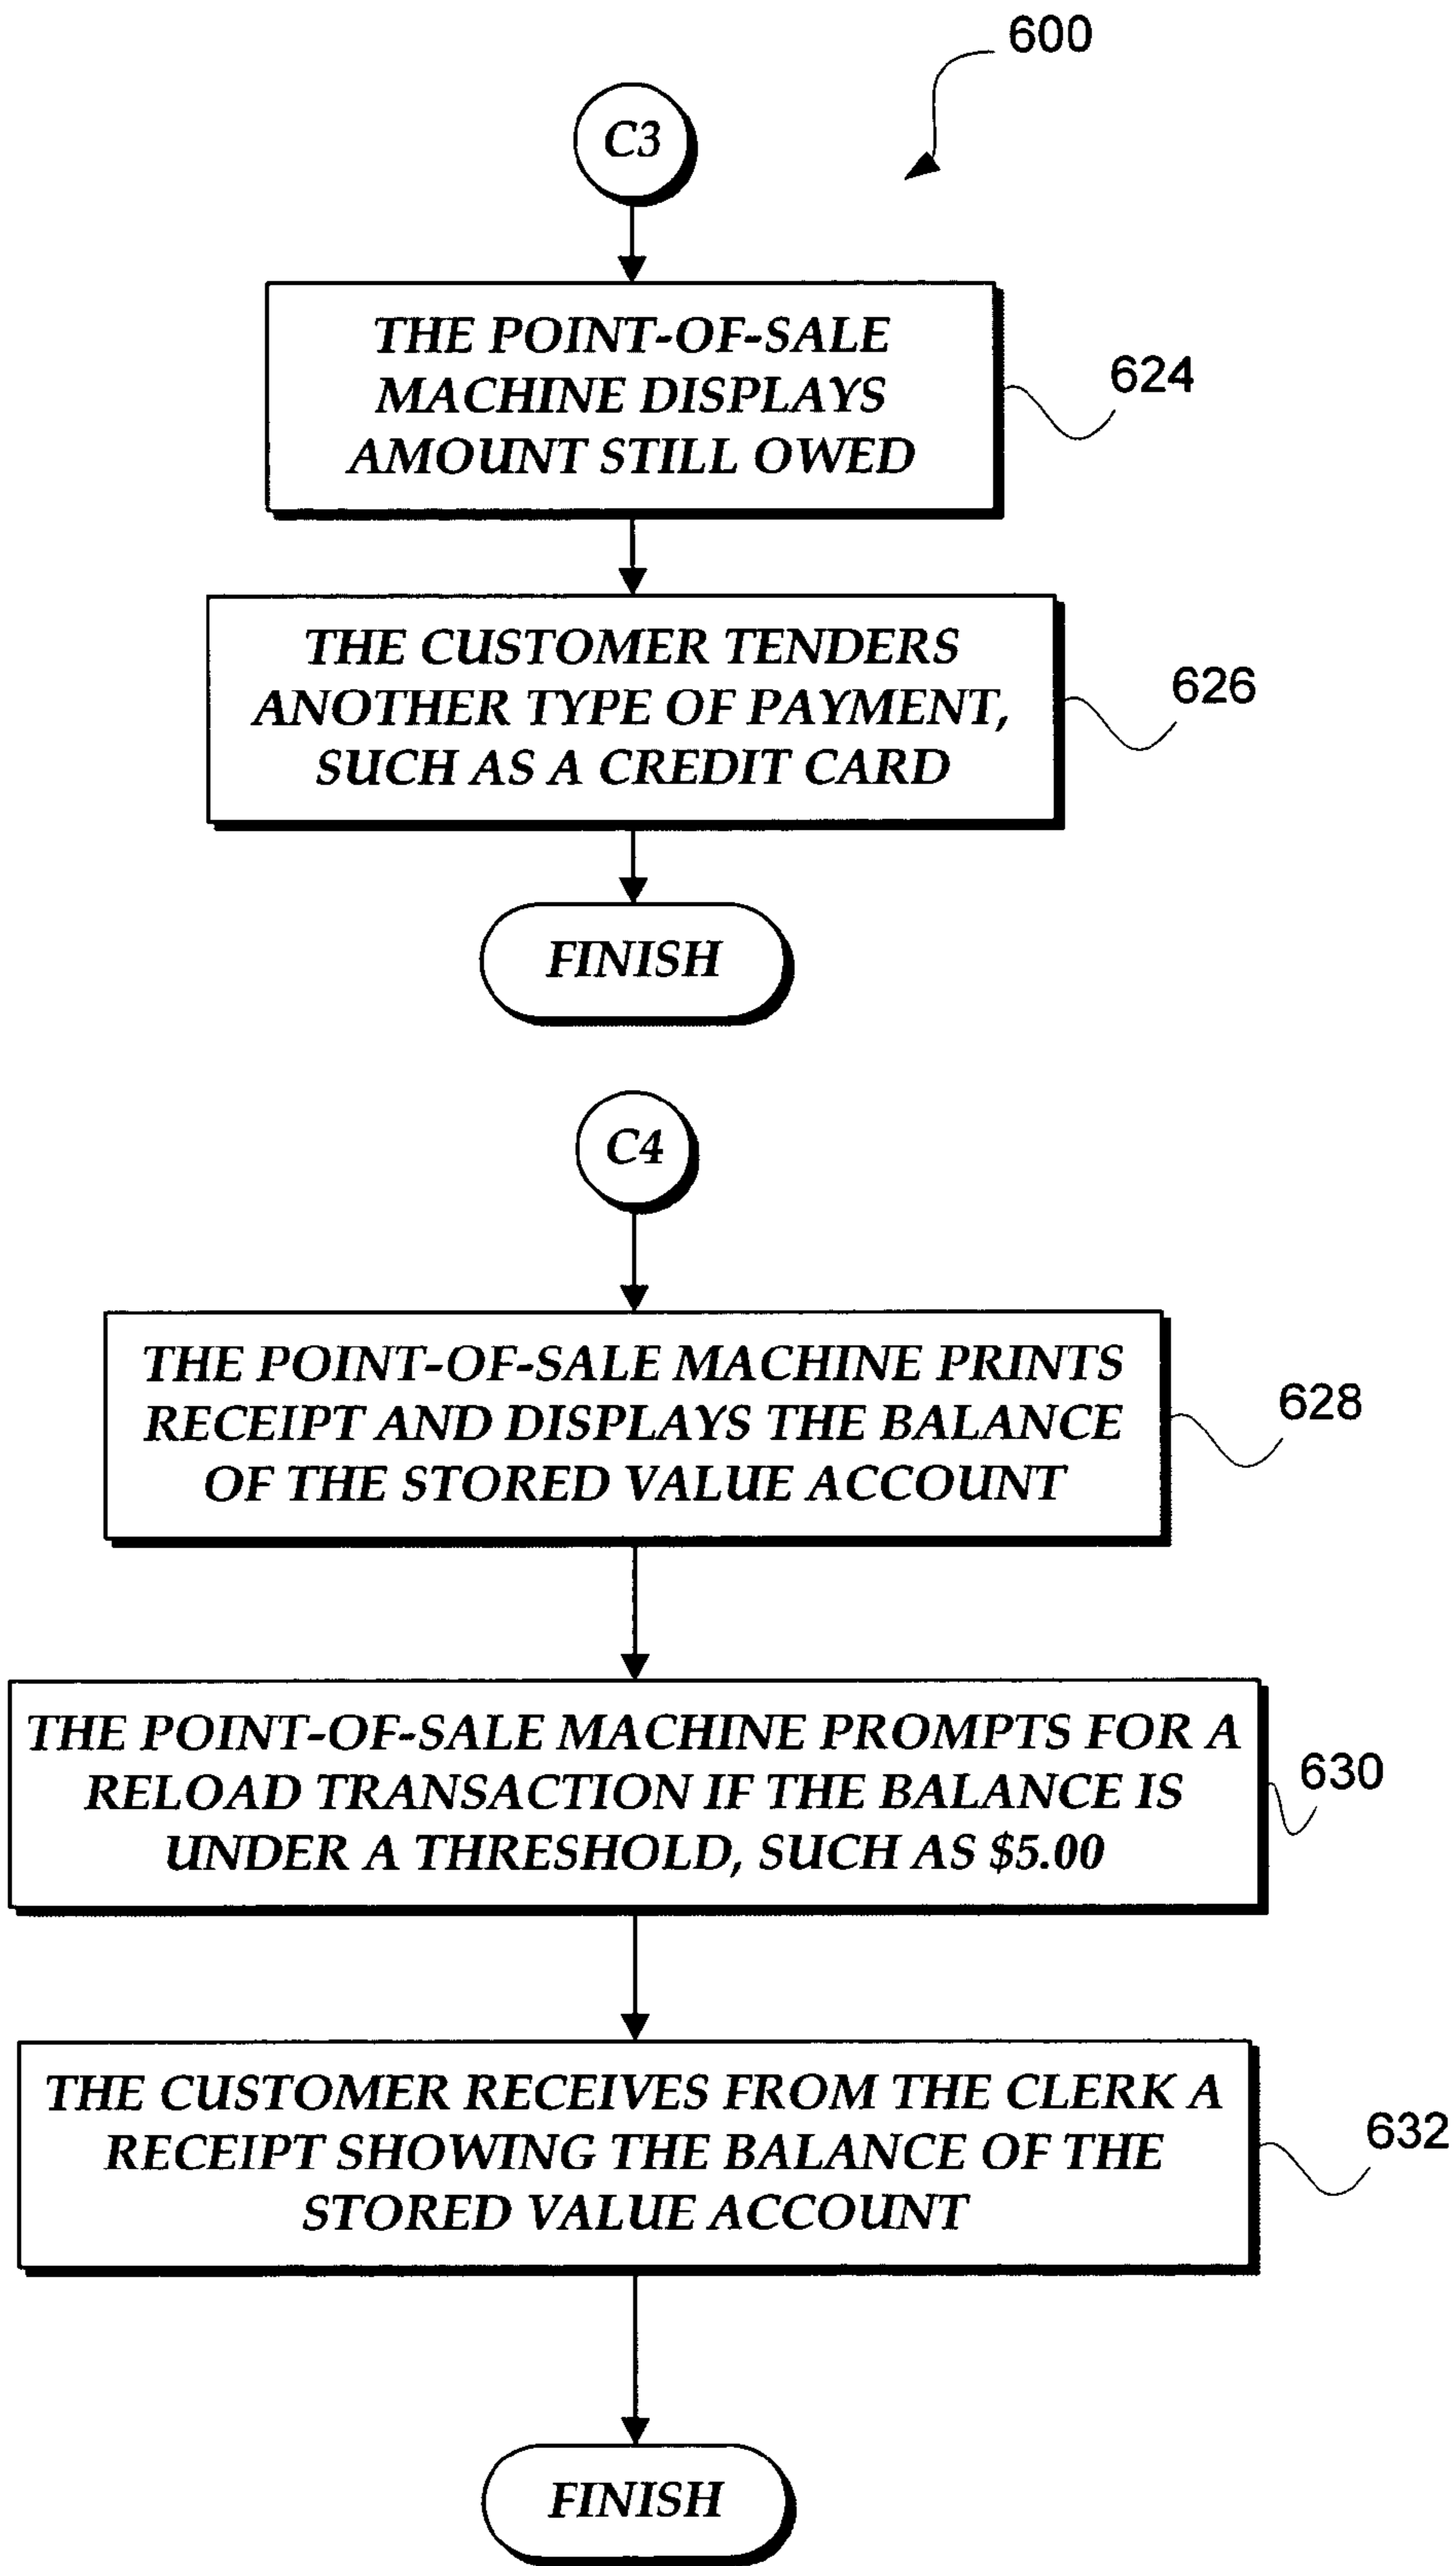 600
C3
THE POINT-OF-SALE
MACHINE DISPLAYS
AMOUNT STILL OWED
624
THE CUSTOMER TENDERS
ANOTHER TYPE OF PAYMENT,
SUCH AS A CREDIT CARD
626
FINISH
C4
THE POINT-OF-SALE MACHINE PRINTS
RECEIPT AND DISPLAYS THE BALANCE
OF THE STORED VALUE ACCOUNT
628
THE POINT-OF-SALE MACHINE PROMPTS FOR A
RELOAD TRANSACTION IF THE BALANCE IS
UNDER A THRESHOLD, SUCH AS $5.00
630
THE CUSTOMER RECEIVES FROM THE CLERK A
RECEIPT SHOWING THE BALANCE OF THE
STORED VALUE ACCOUNT
632
FINISH